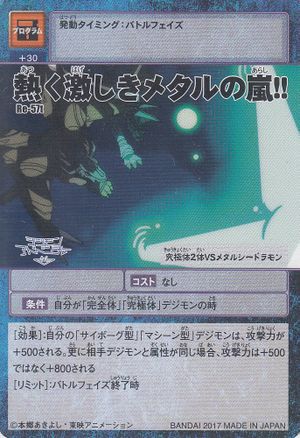 プログラム
発動タイミング：バトルフェイズ
+30
熱く激しきメタルの嵐!!
Re-57t
究極体2体VSメタルシードラモン
コスト なし
条件 自分が「完全体」「究極体」デジモンの時
[効果]:自分の「サイボーグ型」「マシーン型」デジモンは、攻撃力が
+500される。更に相手デジモンと属性が同じ場合、攻撃力は+500
ではなく+800される
[リミット]:バトルフェイズ終了時
©本郷あきよし・東映アニメーション
BANDAI 2017 MADE IN JAPAN